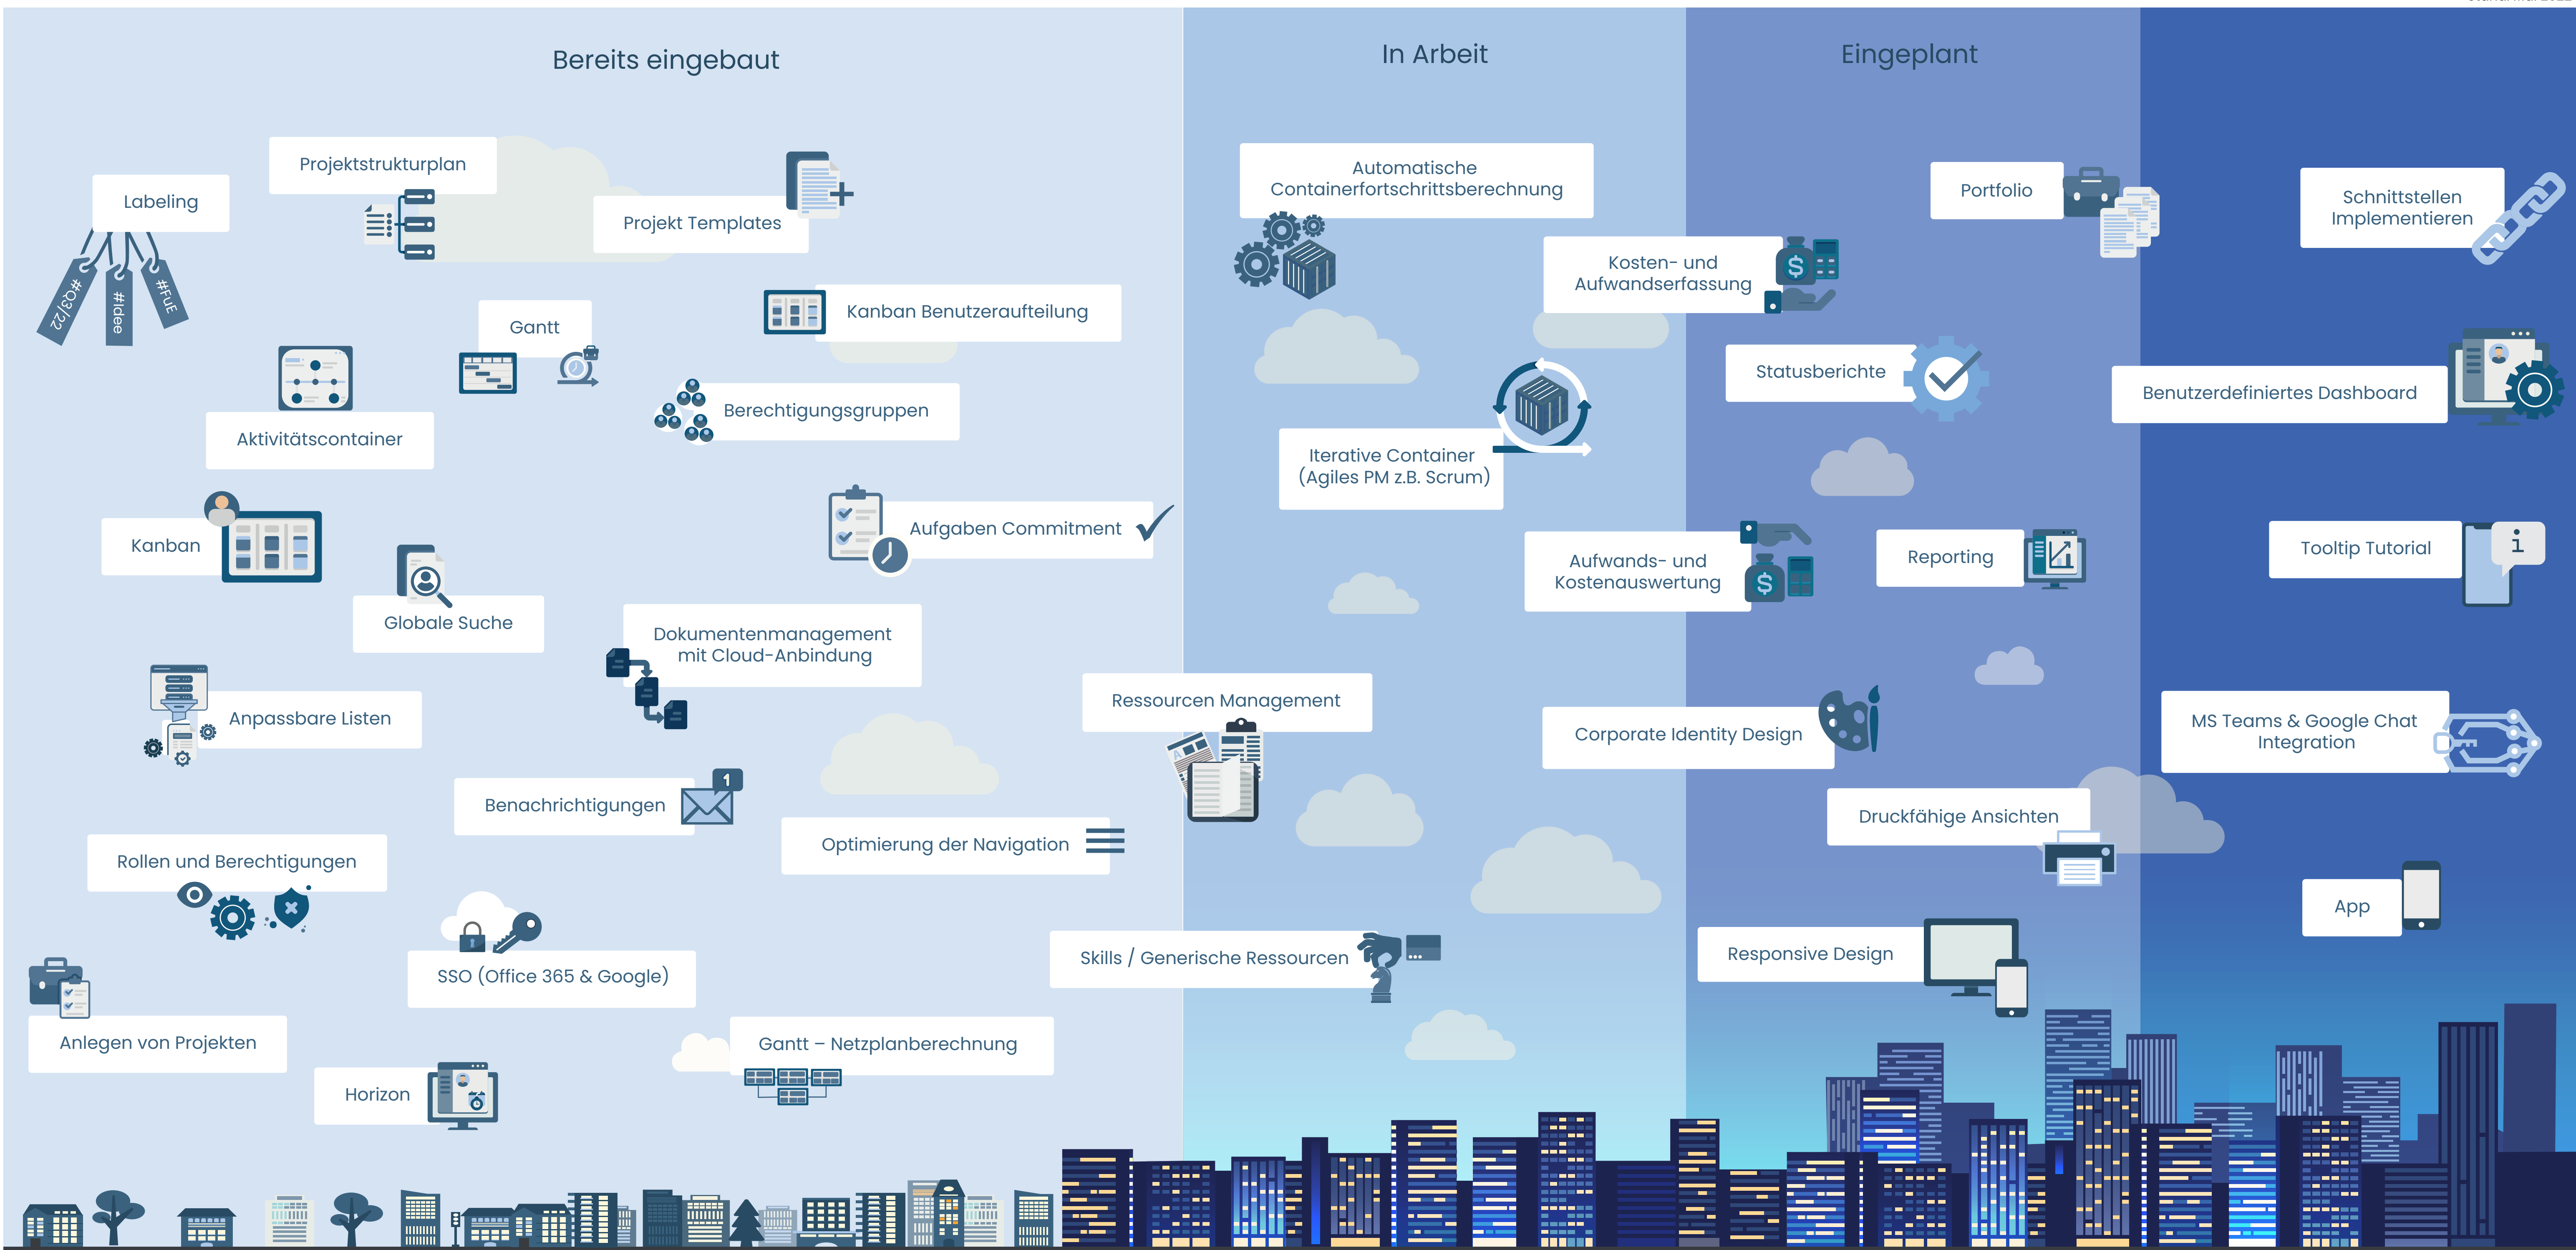 Bereits eingebaut
In Arbeit
Eingeplant
Projektstrukturplan
Labeling
#Q3/22
#Idee
#FuE
Projekt Templates
Gantt
Kanban Benutzeraufteilung
Aktivitätscontainer
Berechtigungsgruppen
Kanban
Aufgaben Commitment
Globale Suche
Dokumentenmanagement
mit Cloud-Anbindung
Anpassbare Listen
Benachrichtigungen
1
Optimierung der Navigation
Rollen und Berechtigungen
SSO (Office 365 & Google)
Anlegen von Projekten
Gantt – Netzplanberechnung
Horizon
Automatische
Containerfortschrittsberechnung
Kosten- und
Aufwandserfassung
$
Iterative Container
(Agiles PM z.B. Scrum)
Aufwands- und
Kostenauswertung
$
Ressourcen Management
Corporate Identity Design
Skills / Generische Ressourcen
Portfolio
Statusberichte
Reporting
Druckfähige Ansichten
Responsive Design
Schnittstellen
Implementieren
Benutzerdefiniertes Dashboard
Tooltip Tutorial
i
MS Teams & Google Chat
Integration
App